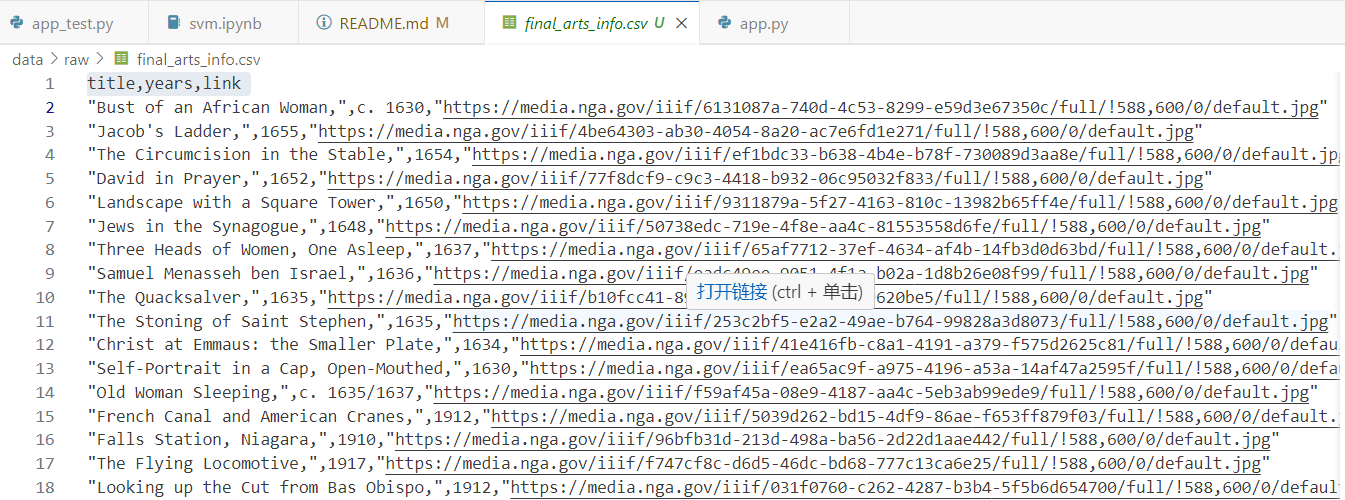 app_test.py svm.ipynb README.md M final_arts_info.csv U app.py
data > raw > final_arts_info.csv
1 title,years,link
2 "Bust of an African Woman,",c. 1630,"https://media.nga.gov/iiif/6131087a-740d-4c53-8299-e59d3e67350c/full/!588,600/0/default.jpg"
3 "Jacob's Ladder,",1655,"https://media.nga.gov/iiif/4be64303-ab30-4054-8a20-ac7e6fd1e271/full/!588,600/0/default.jpg"
4 "The Circumcision in the Stable,",1654,"https://media.nga.gov/iiif/ef1bdc33-b638-4b4e-b78f-730089d3aa8e/full/!588,600/0/default.jp
5 "David in Prayer,",1652,"https://media.nga.gov/iiif/77f8dcf9-c9c3-4418-b932-06c95032f833/full/!588,600/0/default.jpg"
6 "Landscape with a Square Tower,",1650,"https://media.nga.gov/iiif/9311879a-5f27-4163-810c-13982b65ff4e/full/!588,600/0/default.jpg
7 "Jews in the Synagogue,",1648,"https://media.nga.gov/iiif/50738edc-719e-4f8e-aa4c-81553558d6fe/full/!588,600/0/default.jpg"
8 "Three Heads of Women, One Asleep,",1637,"https://media.nga.gov/iiif/65af7712-37ef-4634-af4b-14fb3d0d63bd/full/!588,600/0/default.
9 "Samuel Menasseh ben Israel,",1636,"https://media.nga.gov/iiif/ b02a-1d8b26e08f99/full/!588,600/0/default.jpg"
打开链接 (ctrl + 单击)
10 "The Quacksalver,",1635,"https://media.nga.gov/iiif/b10fcc41-8 620be5/full/!588,600/0/default.jpg"
11 "The Stoning of Saint Stephen,",1635,"https://media.nga.gov/iiif/253c2bf5-e2a2-49ae-b764-99828a3d8073/full/!588,600/0/default.jpg"
12 "Christ at Emmaus: the Smaller Plate,",1634,"https://media.nga.gov/iiif/41e416fb-c8a1-4191-a379-f575d2625c81/full/!588,600/0/defau
13 "Self-Portrait in a Cap, Open-Mouthed,",1630,"https://media.nga.gov/iiif/ea65ac9f-a975-4196-a53a-14af47a2595f/full/!588,600/0/defa
14 "Old Woman Sleeping,",c. 1635/1637,"https://media.nga.gov/iiif/f59af45a-08e9-4187-aa4c-5eb3ab99ede9/full/!588,600/0/default.jpg"
15 "French Canal and American Cranes,",1912,"https://media.nga.gov/iiif/5039d262-bd15-4df9-86ae-f653ff879f03/full/!588,600/0/default.
16 "Falls Station, Niagara,",1910,"https://media.nga.gov/iiif/96bfb31d-213d-498a-ba56-2d22d1aae442/full/!588,600/0/default.jpg"
17 "The Flying Locomotive,",1917,"https://media.nga.gov/iiif/f747cf8c-d6d5-46dc-bd68-777c13ca6e25/full/!588,600/0/default.jpg"
18 "Looking up the Cut from Bas Obispo,",1912,"https://media.nga.gov/iiif/031f0760-c262-4287-b3b4-5f5b6d654700/full/!588,600/0/defaul